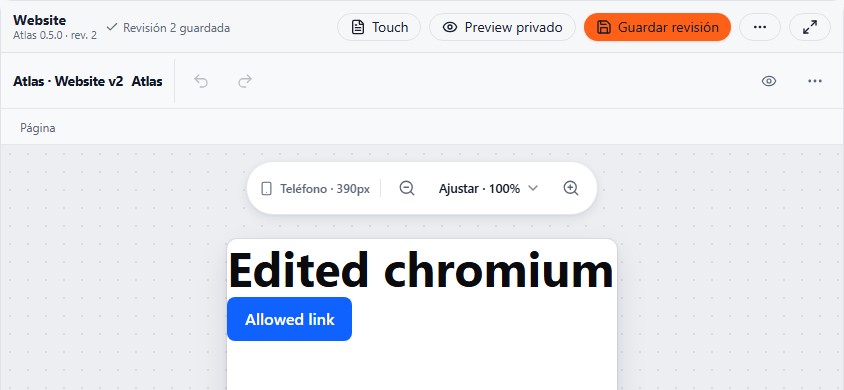 Website
Atlas 0.5.0 · rev. 2
Revisión 2 guardada
Touch
Preview privado
Guardar revisión
Atlas · Website v2 Atlas
Página
Teléfono · 390px
Ajustar · 100%
Edited chromium
Allowed link